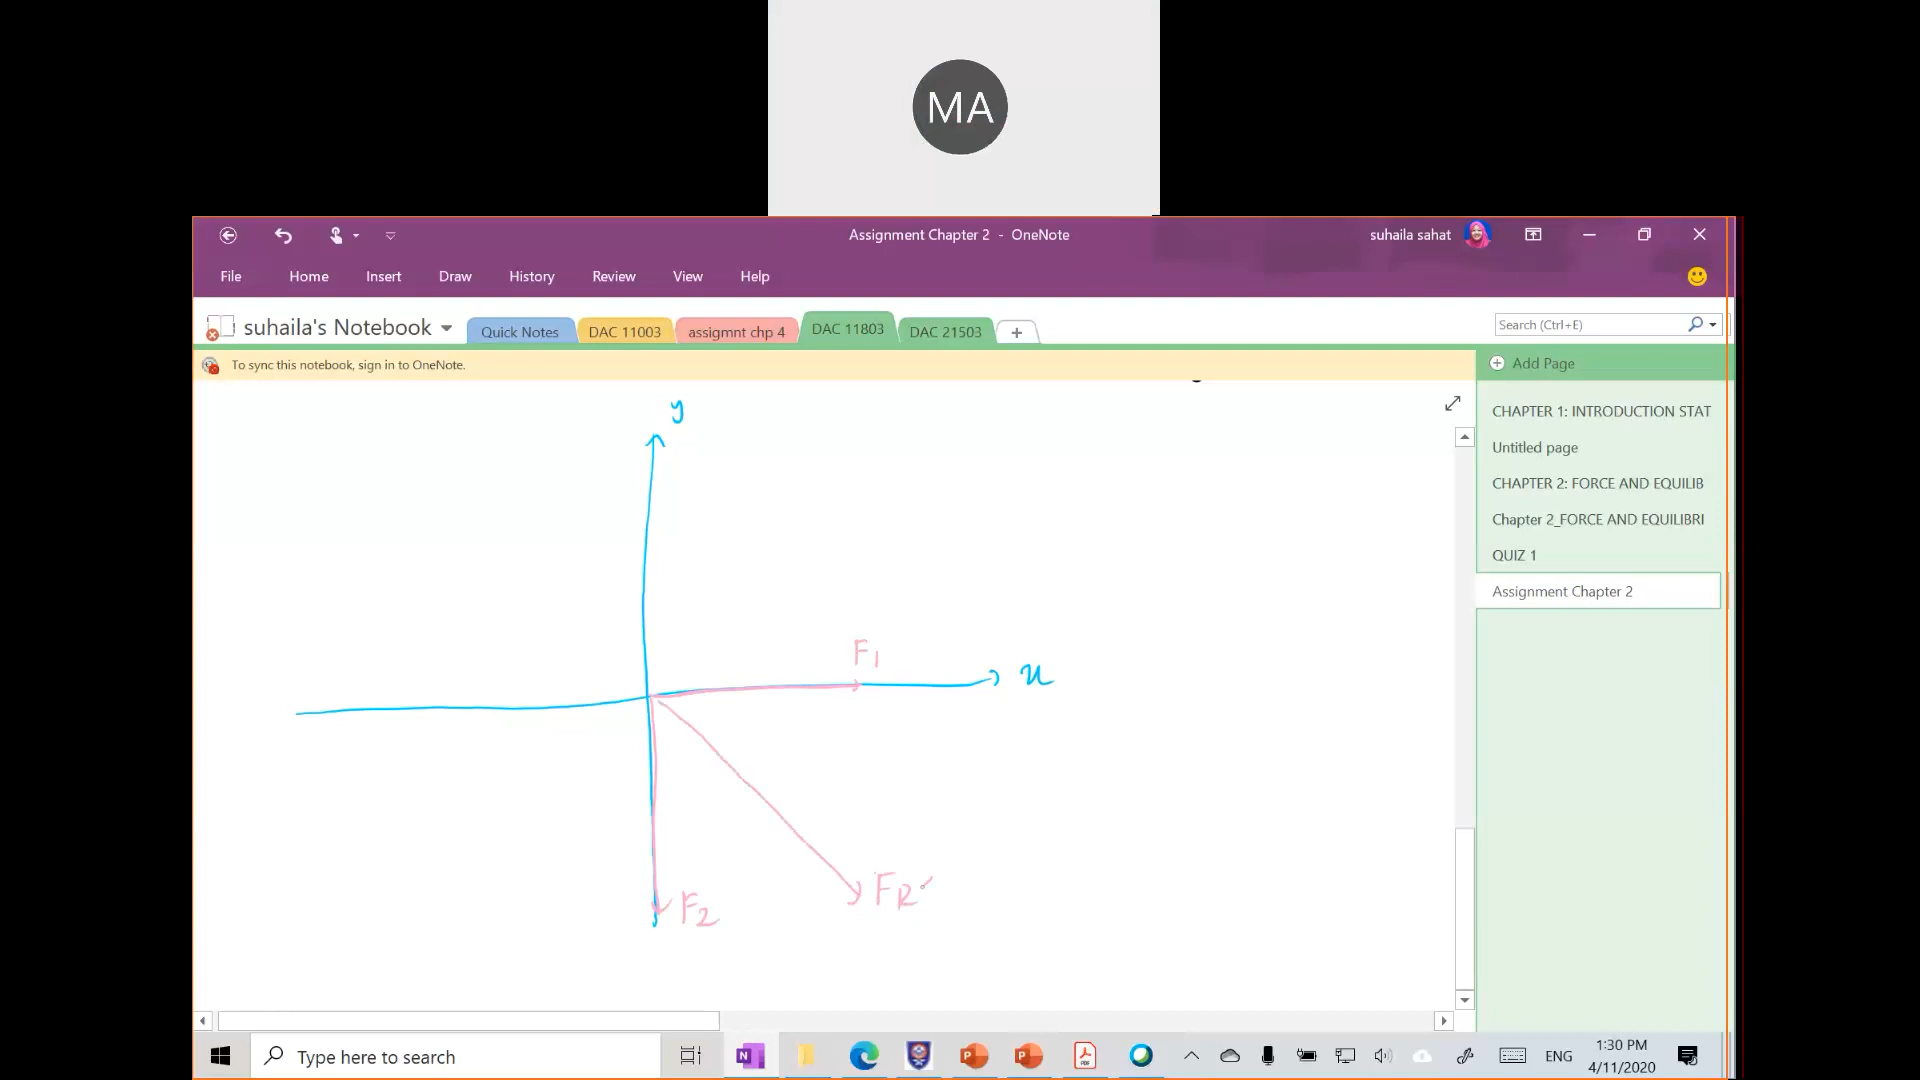 MA
Assignment Chapter 2 - OneNote
suhaila sahat
File Home Insert Draw History Review View Help
suhaila's Notebook
Quick Notes
DAC 11003
assigmnt chp 4
DAC 11803
DAC 21503
Search (Ctrl+E)
To sync this notebook, sign in to OneNote.
Add Page
CHAPTER 1: INTRODUCTION STAT
Untitled page
CHAPTER 2: FORCE AND EQUILIB
Chapter 2_FORCE AND EQUILIBRI
QUIZ 1
Assignment Chapter 2
y
F1
x
FR
F2
Type here to search
ENG
1:30 PM
4/11/2020